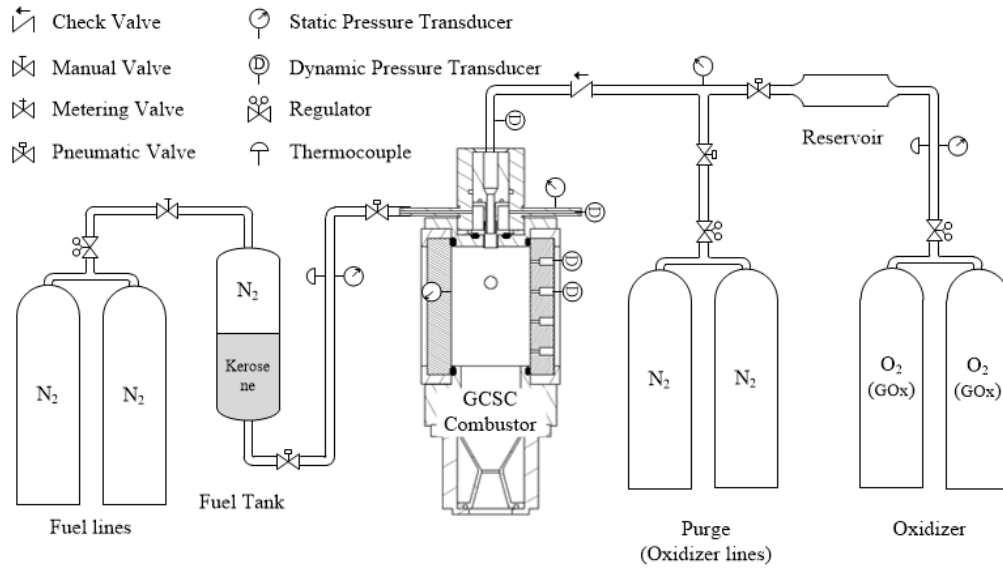 Check Valve
Static Pressure Transducer
Manual Valve
D
Dynamic Pressure Transducer
Metering Valve
Regulator
Pneumatic Valve
Thermocouple
D
Reservoir
D
N2
D
D
Kerose
ne
N2
N2
GCSC
Combustor
N2
N2
O2
(GOx)
O2
(GOx)
Fuel Tank
Fuel lines
Purge
(Oxidizer lines)
Oxidizer